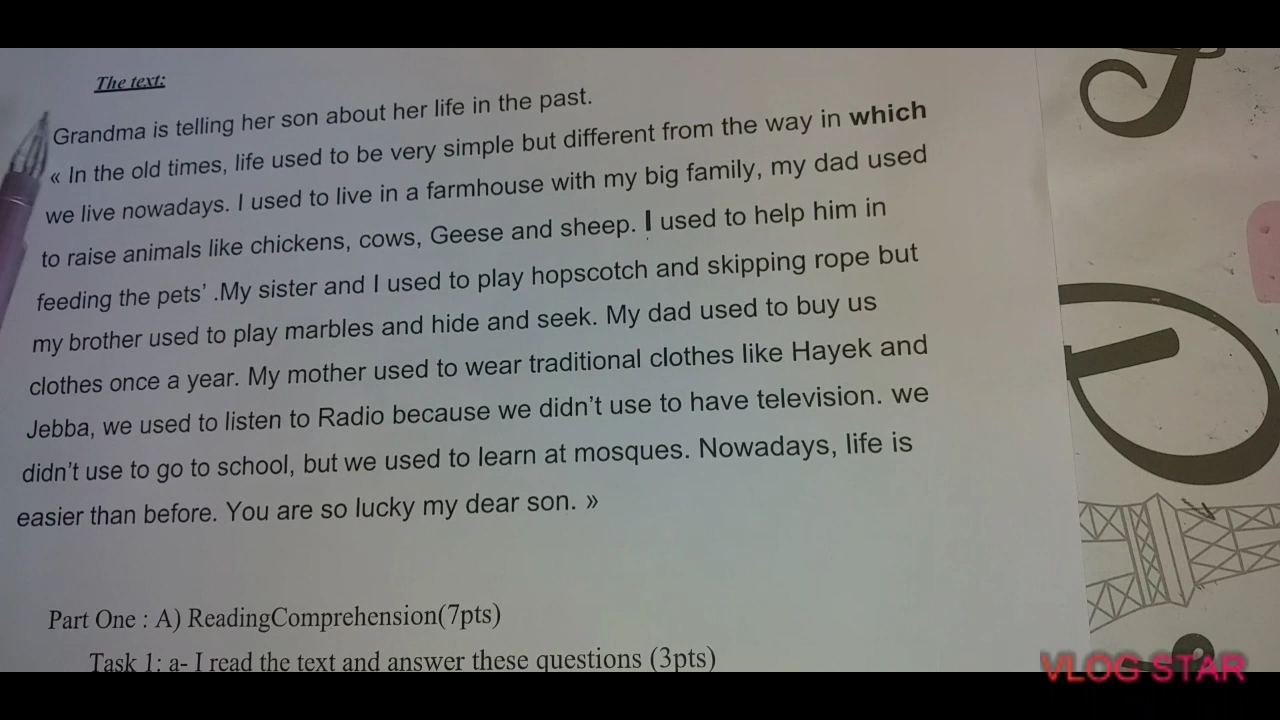 The text:
Grandma is telling her son about her life in the past.
« In the old times, life used to be very simple but different from the way in which
we live nowadays. I used to live in a farmhouse with my big family, my dad used
to raise animals like chickens, cows, Geese and sheep. I used to help him in
feeding the pets’ .My sister and I used to play hopscotch and skipping rope but
my brother used to play marbles and hide and seek. My dad used to buy us
clothes once a year. My mother used to wear traditional clothes like Hayek and
Jebba, we used to listen to Radio because we didn’t use to have television. we
didn’t use to go to school, but we used to learn at mosques. Nowadays, life is
easier than before. You are so lucky my dear son. »
Part One : A) ReadingComprehension(7pts)
Task 1: a- I read the text and answer these questions (3pts)
VLOG STAR